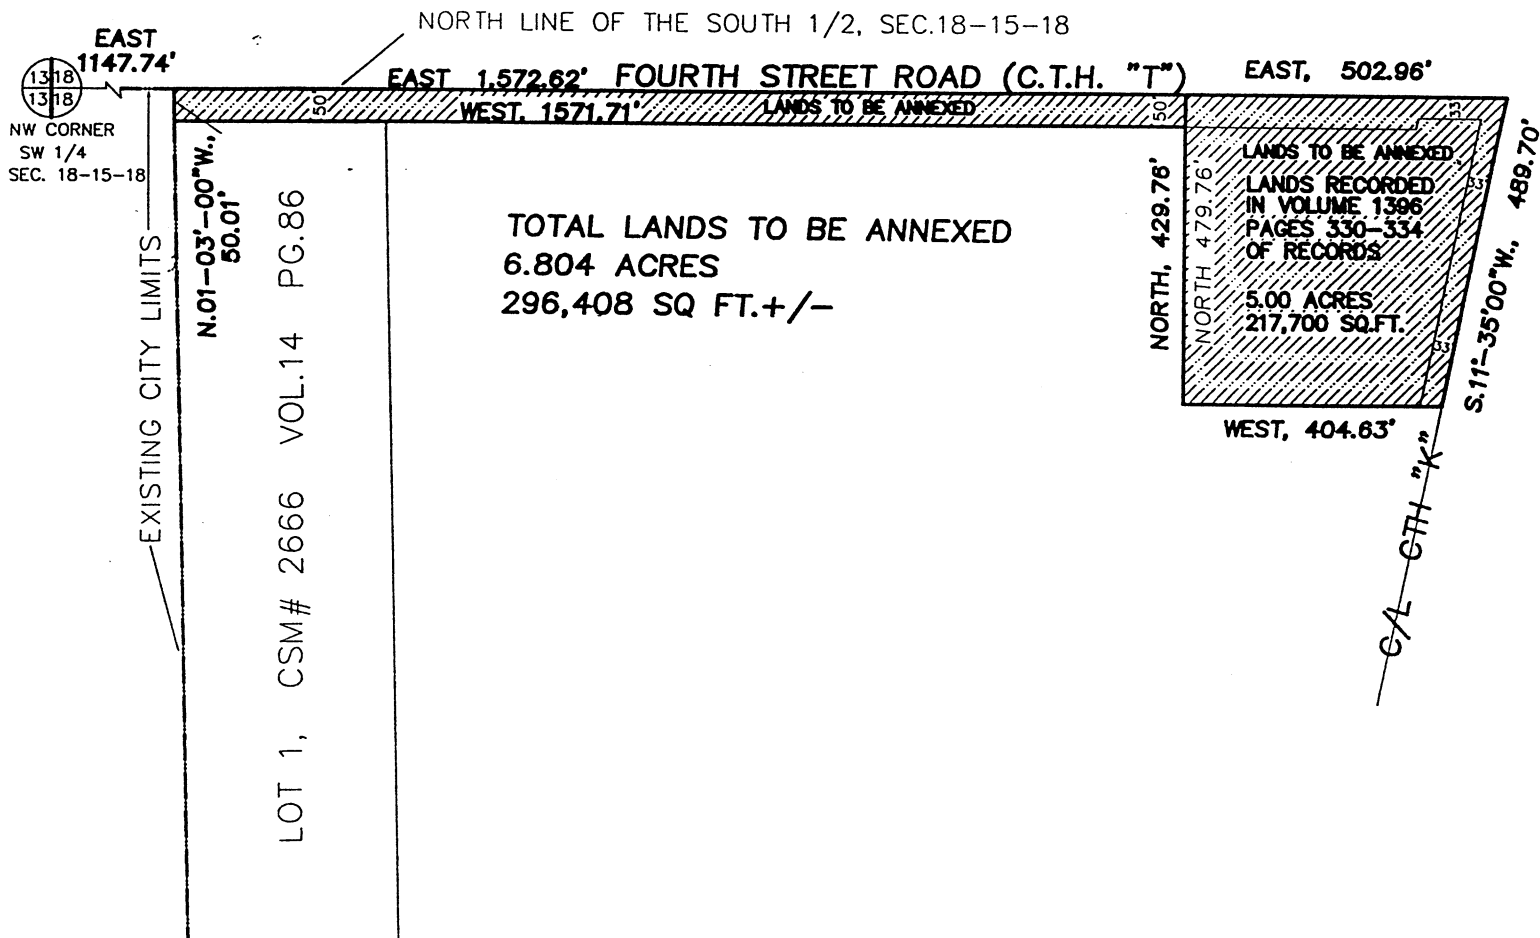 NORTH LINE OF THE SOUTH 1/2, SEC.18-15-18
EAST
1147.74'
13 18
13 18
NW CORNER
SW 1/4
SEC. 18-15-18
EAST 1,572.62' FOURTH STREET ROAD (C.T.H. "T")
EAST, 502.96'
50'
WEST, 1571.71'
LANDS TO BE ANNEXED
50'
33
N.01-03'-00"W.,
50.01'
EXISTING CITY LIMITS
LOT 1, CSM# 2666 VOL.14 PG.86
TOTAL LANDS TO BE ANNEXED
6.804 ACRES
296,408 SQ FT.+/-
NORTH, 429.76'
NORTH 479.76'
LANDS TO BE ANNEXED
LANDS RECORDED
IN VOLUME 1396
PAGES 330-334
OF RECORDS
5.00 ACRES
217,700 SQ.FT.
33'
33'
S.11°-35'00"W., 489.70'
WEST, 404.63'
C/L CTH "K"